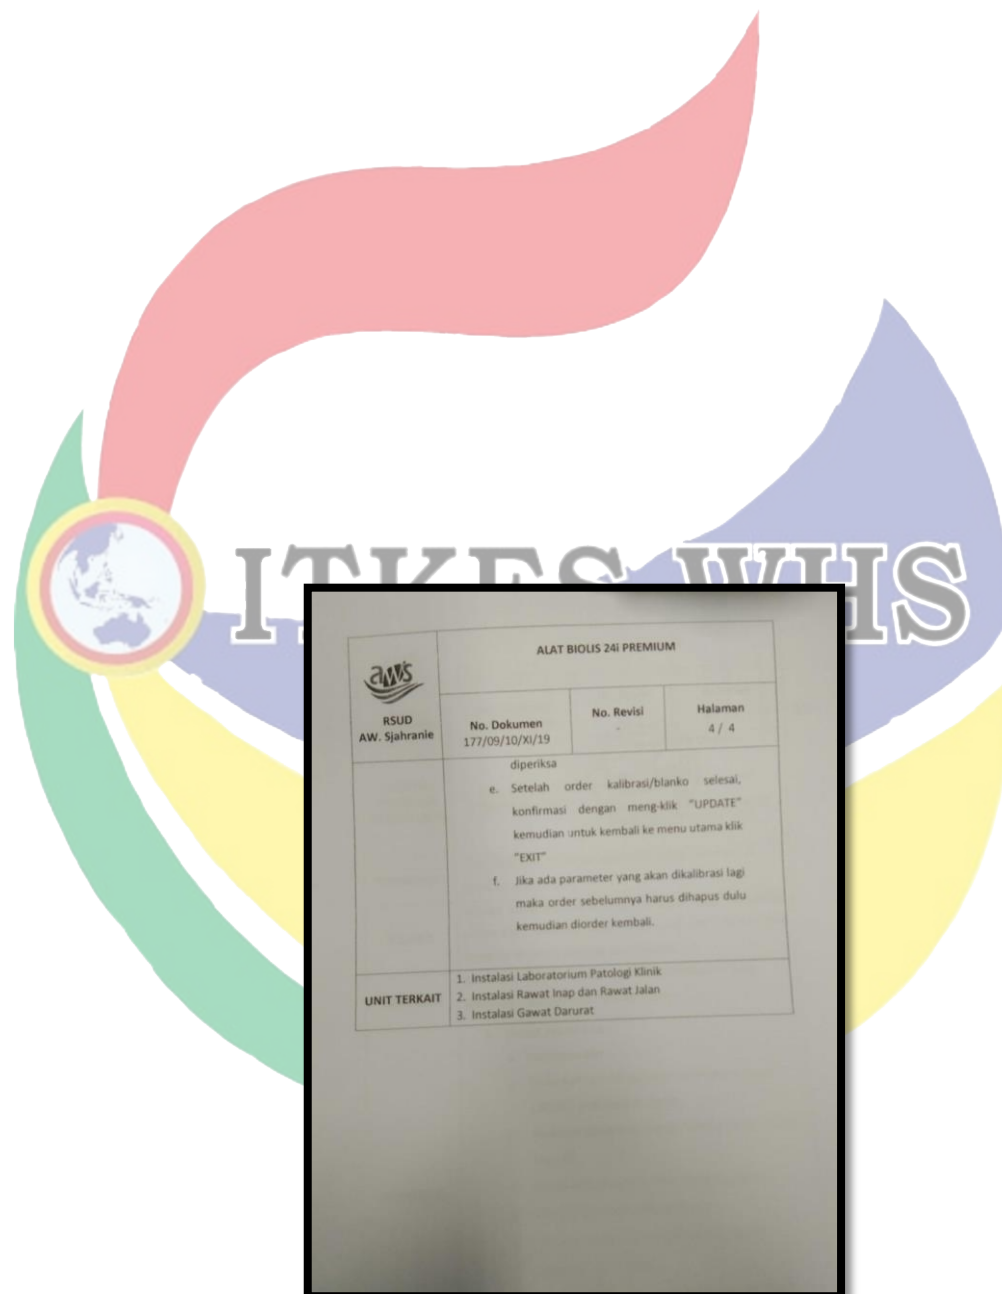 ITKES WHS
ALAT BIOLIS 24i PREMIUM
aws
RSUD
AW. Sjahranie
No. Dokumen
177/09/10/XI/19
No. Revisi
-
Halaman
4 / 4
diperiksa
e. Setelah order kalibrasi/blanko selesai,
konfirmasi dengan meng-klik "UPDATE"
kemudian untuk kembali ke menu utama klik
"EXIT"
f. Jika ada parameter yang akan dikalibrasi lagi
maka order sebelumnya harus dihapus dulu
kemudian diorder kembali.
UNIT TERKAIT
1. Instalasi Laboratorium Patologi Klinik
2. Instalasi Rawat Inap dan Rawat Jalan
3. Instalasi Gawat Darurat